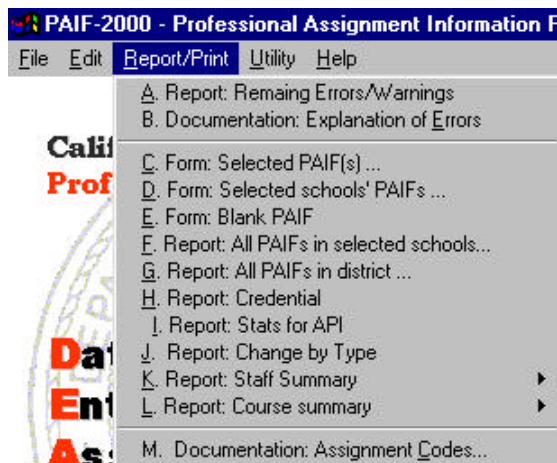 PAIF-2000 - Professional Assignment Information F
File Edit Report/Print Utility Help
A. Report: Remaing Errors/Warnings
B. Documentation: Explanation of Errors
Calif
Prof
C. Form: Selected PAIF(s) ...
D. Form: Selected schools' PAIFs ...
E. Form: Blank PAIF
F. Report: All PAIFs in selected schools...
G. Report: All PAIFs in district ...
H. Report: Credential
I. Report: Stats for API
J. Report: Change by Type
K. Report: Staff Summary
L. Report: Course summary
Dat
Ent
Ass
M. Documentation: Assignment Codes...